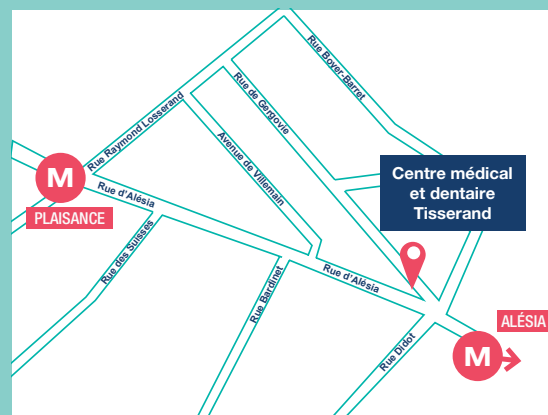 Rue Boyer-Barret
Rue de Gergovie
Rue Raymond Losserand
Avenue de Villemain
M
PLAISANCE
Rue d'Alésia
Centre médical
et dentaire
Tisserand
Rue des Suisses
Rue Bardinet
Rue d'Alésia
Rue Didot
ALÉSIA
M